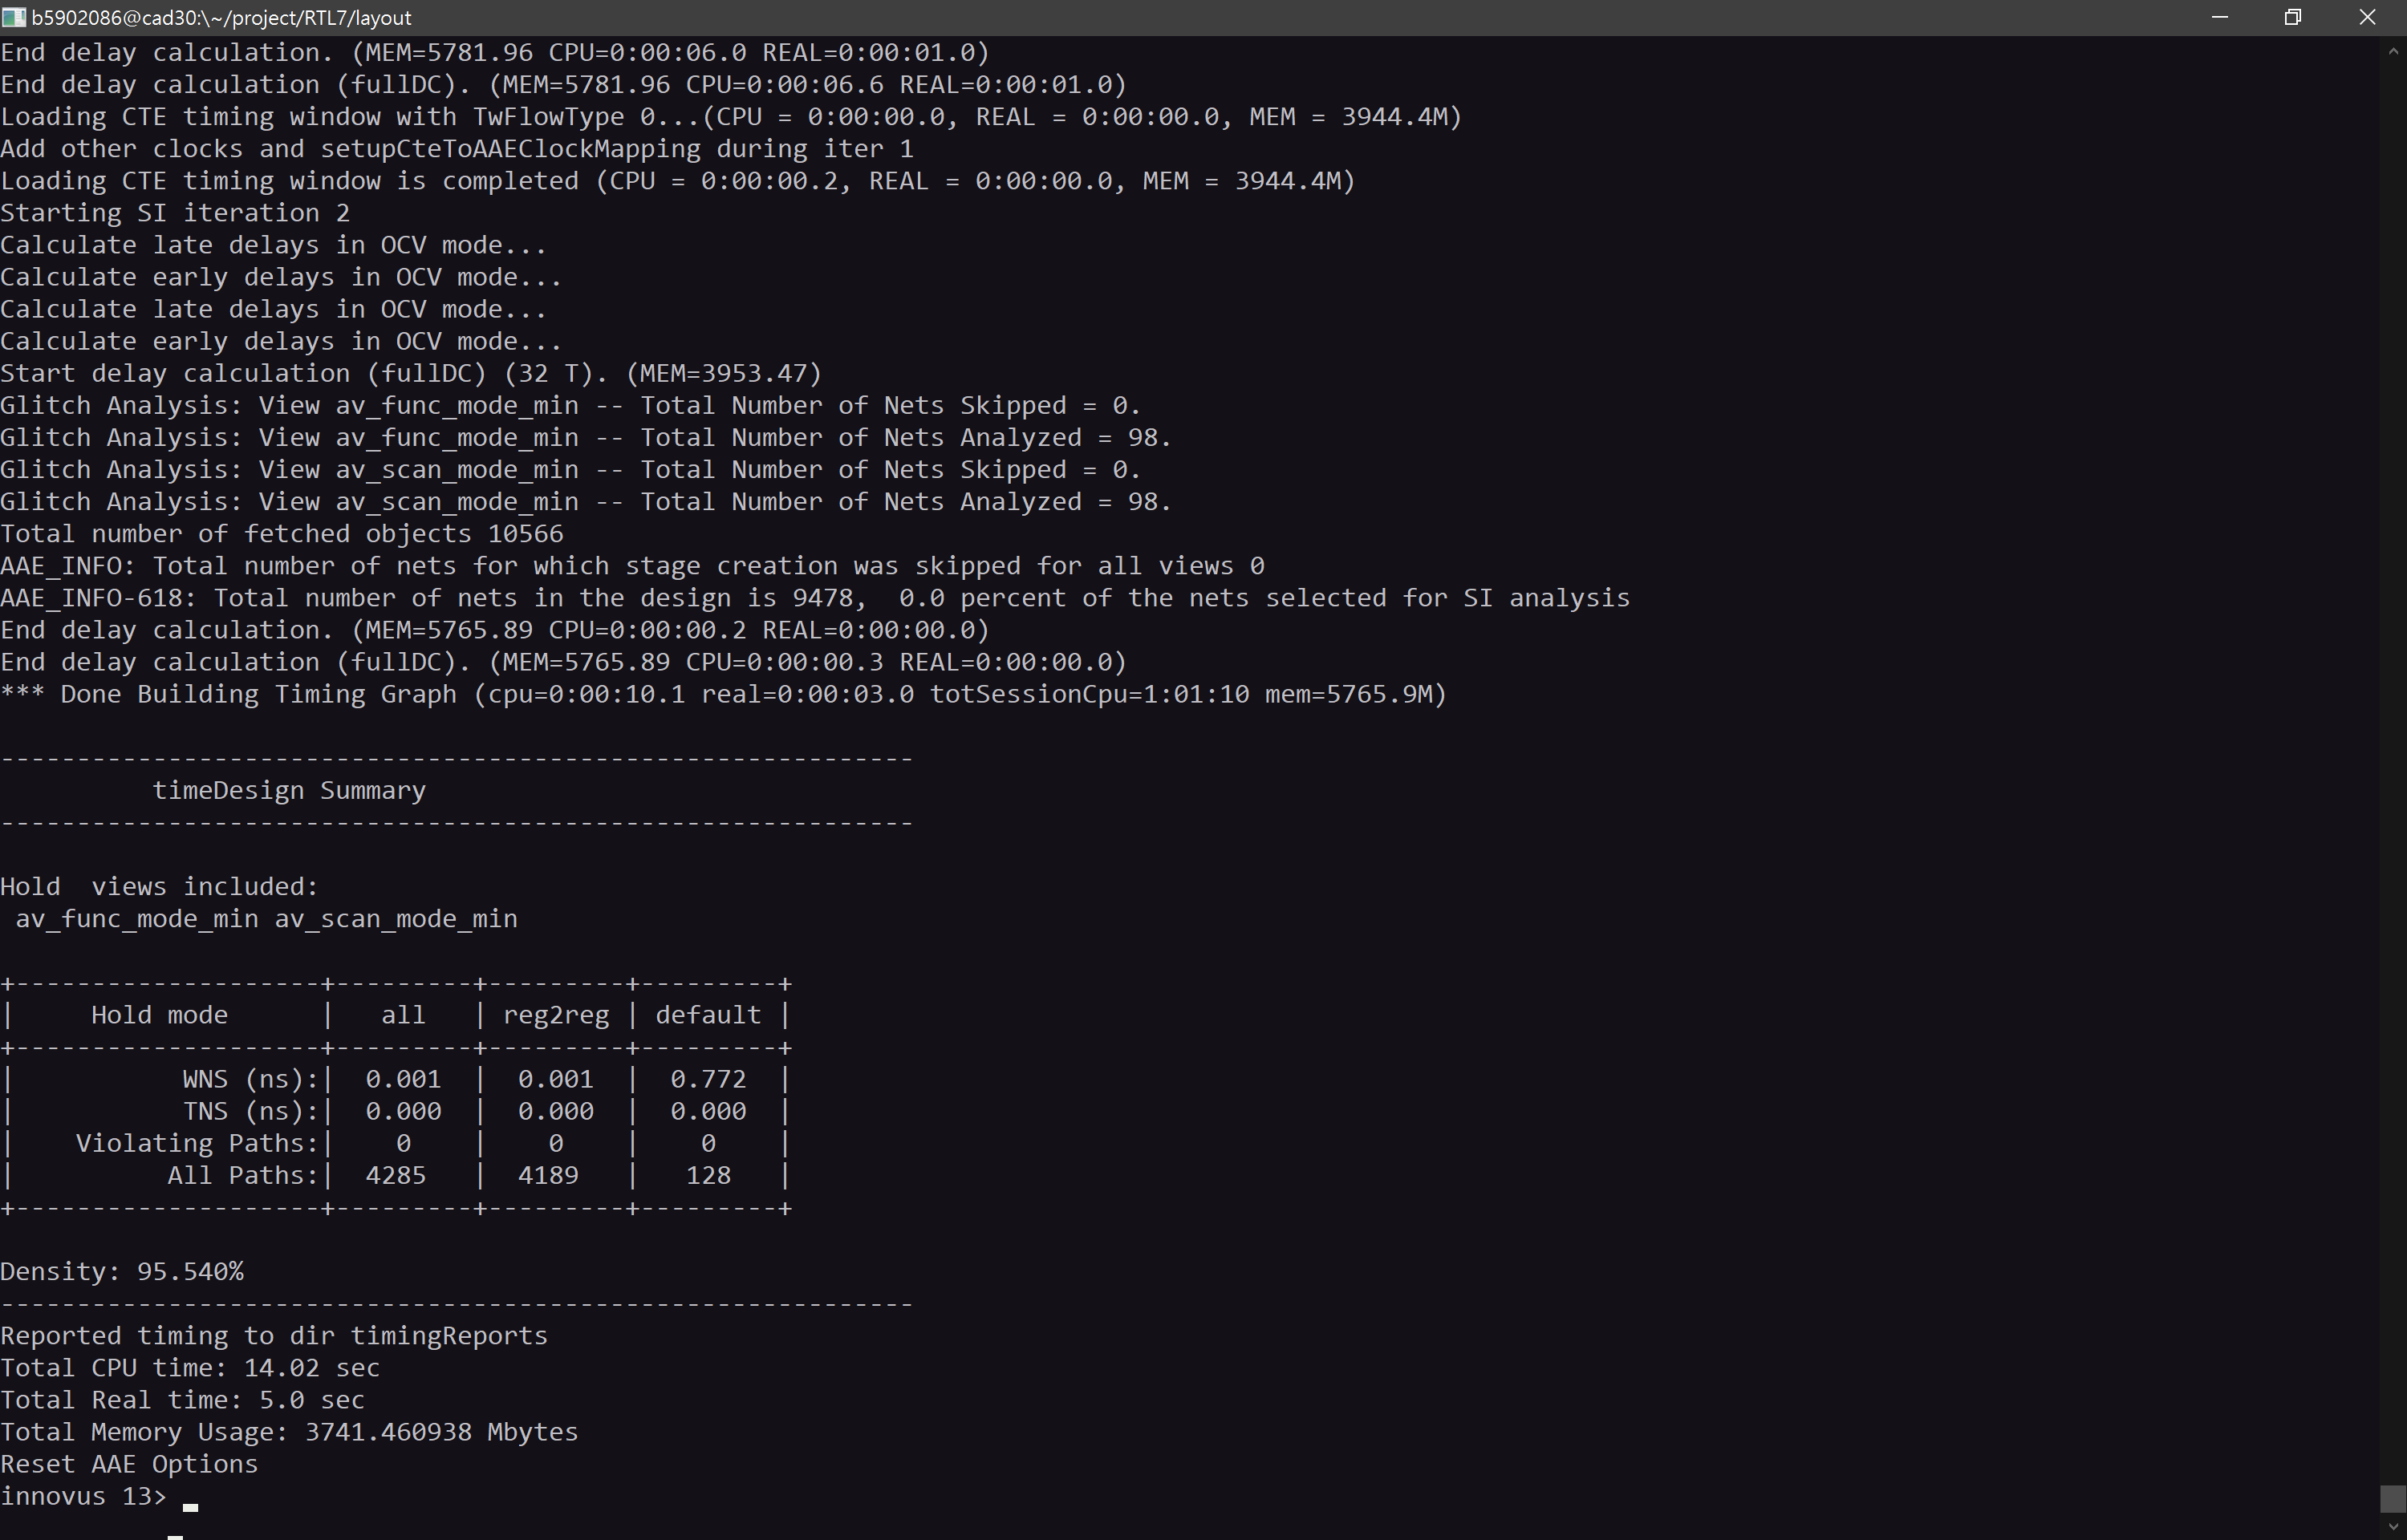 b5902086@cad30:\~/project/RTL7/layout
End delay calculation. (MEM=5781.96 CPU=0:00:06.0 REAL=0:00:01.0)
End delay calculation (fullDC). (MEM=5781.96 CPU=0:00:06.6 REAL=0:00:01.0)
Loading CTE timing window with TwFlowType 0...(CPU = 0:00:00.0, REAL = 0:00:00.0, MEM = 3944.4M)
Add other clocks and setupCteToAAEClockMapping during iter 1
Loading CTE timing window is completed (CPU = 0:00:00.2, REAL = 0:00:00.0, MEM = 3944.4M)
Starting SI iteration 2
Calculate late delays in OCV mode...
Calculate early delays in OCV mode...
Calculate late delays in OCV mode...
Calculate early delays in OCV mode...
Start delay calculation (fullDC) (32 T). (MEM=3953.47)
Glitch Analysis: View av_func_mode_min -- Total Number of Nets Skipped = 0.
Glitch Analysis: View av_func_mode_min -- Total Number of Nets Analyzed = 98.
Glitch Analysis: View av_scan_mode_min -- Total Number of Nets Skipped = 0.
Glitch Analysis: View av_scan_mode_min -- Total Number of Nets Analyzed = 98.
Total number of fetched objects 10566
AAE_INFO: Total number of nets for which stage creation was skipped for all views 0
AAE_INFO-618: Total number of nets in the design is 9478,  0.0 percent of the nets selected for SI analysis
End delay calculation. (MEM=5765.89 CPU=0:00:00.2 REAL=0:00:00.0)
End delay calculation (fullDC). (MEM=5765.89 CPU=0:00:00.3 REAL=0:00:00.0)
*** Done Building Timing Graph (cpu=0:00:10.1 real=0:00:03.0 totSessionCpu=1:01:10 mem=5765.9M)
------------------------------------------------------------
          timeDesign Summary
------------------------------------------------------------
Hold  views included:
 av_func_mode_min av_scan_mode_min
+--------------------+---------+---------+---------+
|     Hold mode      |   all   | reg2reg | default |
+--------------------+---------+---------+---------+
|           WNS (ns):|  0.001  |  0.001  |  0.772  |
|           TNS (ns):|  0.000  |  0.000  |  0.000  |
|    Violating Paths:|    0    |    0    |    0    |
|          All Paths:|  4285   |  4189   |   128   |
+--------------------+---------+---------+---------+
Density: 95.540%
------------------------------------------------------------
Reported timing to dir timingReports
Total CPU time: 14.02 sec
Total Real time: 5.0 sec
Total Memory Usage: 3741.460938 Mbytes
Reset AAE Options
innovus 13>